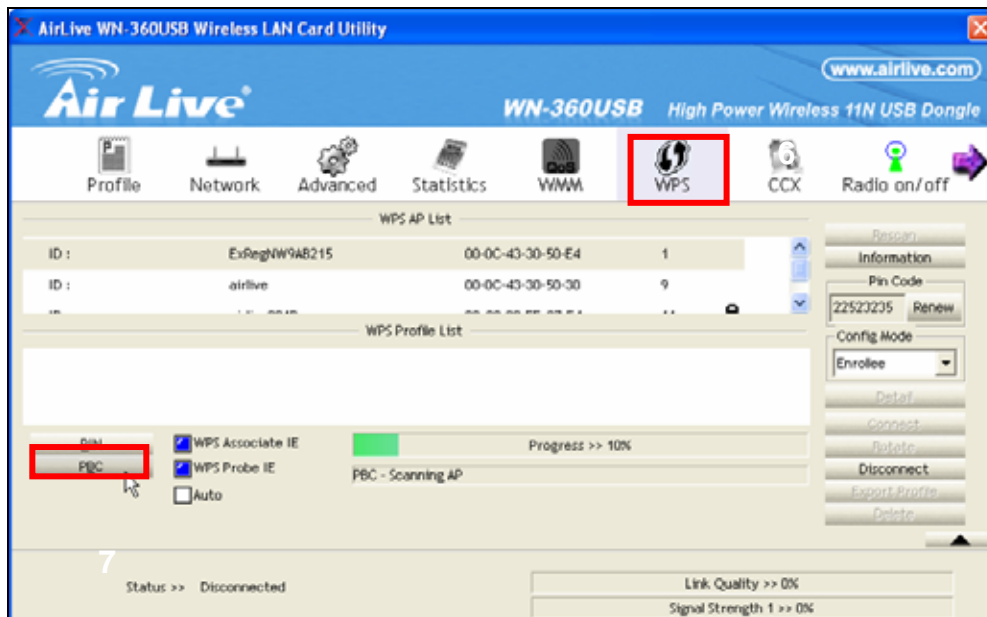 AirLive WN-360USB Wireless LAN Card Utility
www.airlive.com
Air Live®
WN-360USB High Power Wireless 11N USB Dongle
6
Profile Network Advanced Statistics WMM WPS CCX Radio on/off
QoS
WPS AP List
Rescan
ID : ExRegNW9AB215 00-0C-43-30-50-E4 1
Information
ID : airlive 00-0C-43-30-50-30 9
Pin Code
22523235 Renew
WPS Profile List
Config Mode
Enrollee
Detail
Connect
PIN WPS Associate IE Progress >> 10%
Rotate
PBC WPS Probe IE PBC - Scanning AP
Disconnect
Auto
Export Profile
Delete
7
Status >> Disconnected
Link Quality >> 0%
Signal Strength 1 >> 0%